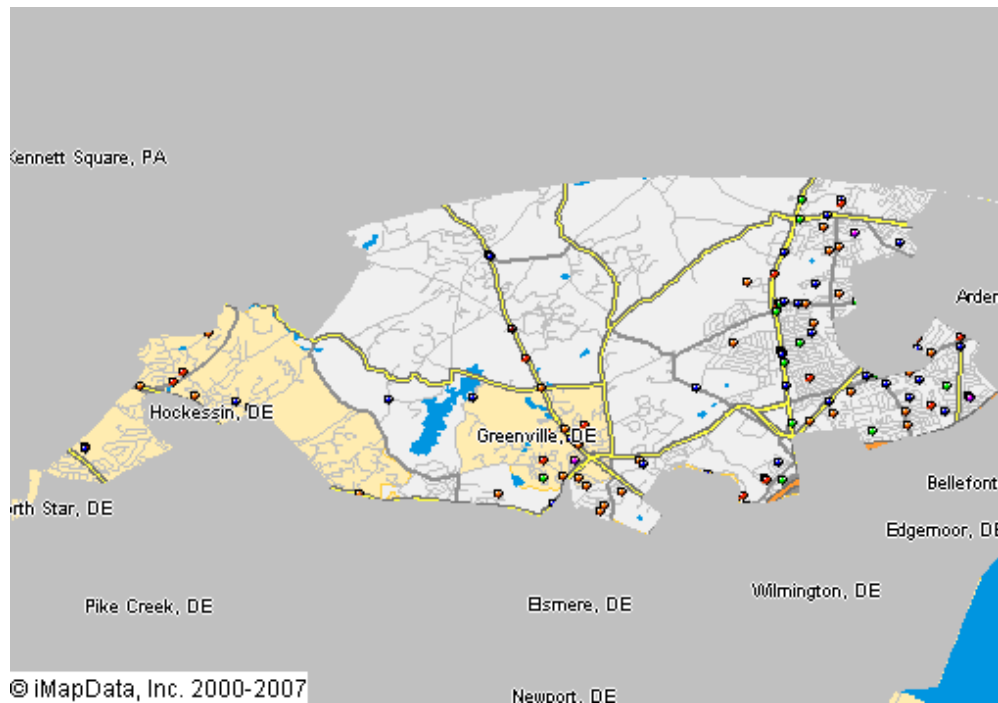 Kennett Square, PA
Arden
Hockessin, DE
Greenville, DE
Bellefont
orth Star, DE
Edgemoor, DE
Wilmington, DE
Pike Creek, DE
Elsmere, DE
© iMapData, Inc. 2000-2007
Newport, DE